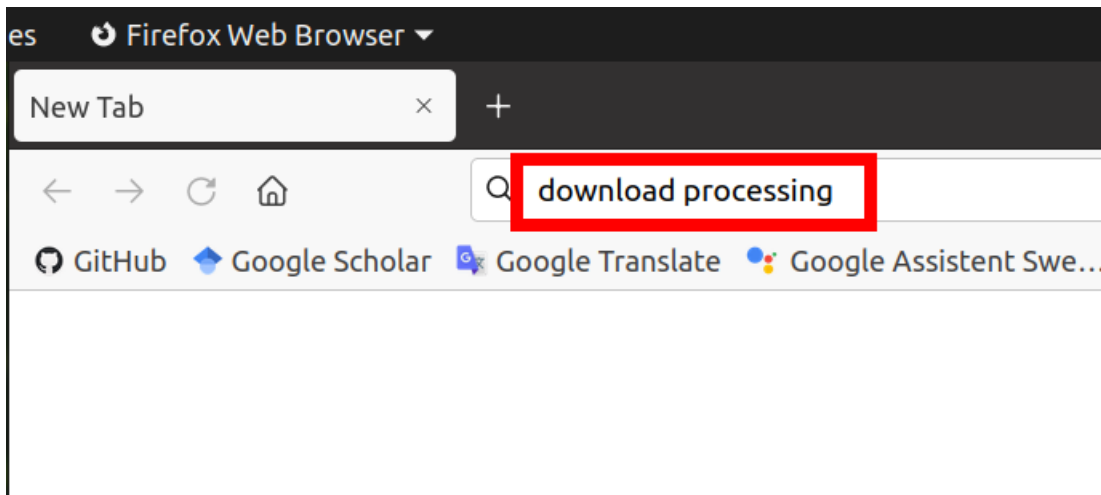 es Firefox Web Browser
New Tab
download processing
GitHub Google Scholar Google Translate Google Assistent Swe...